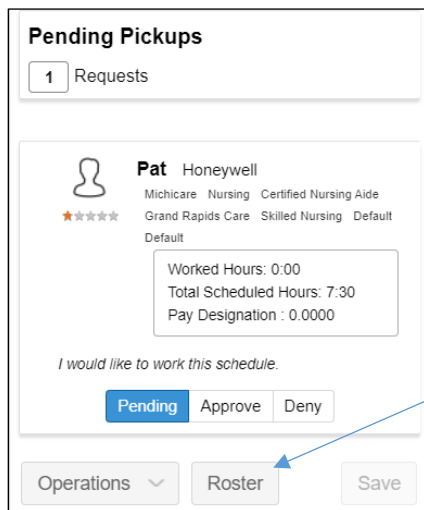 Pending Pickups
1 Requests
Pat Honeywell
Michicare Nursing Certified Nursing Aide
Grand Rapids Care Skilled Nursing Default
Default
Worked Hours: 0:00
Total Scheduled Hours: 7:30
Pay Designation : 0.0000
I would like to work this schedule.
Pending Approve Deny
Operations Roster Save